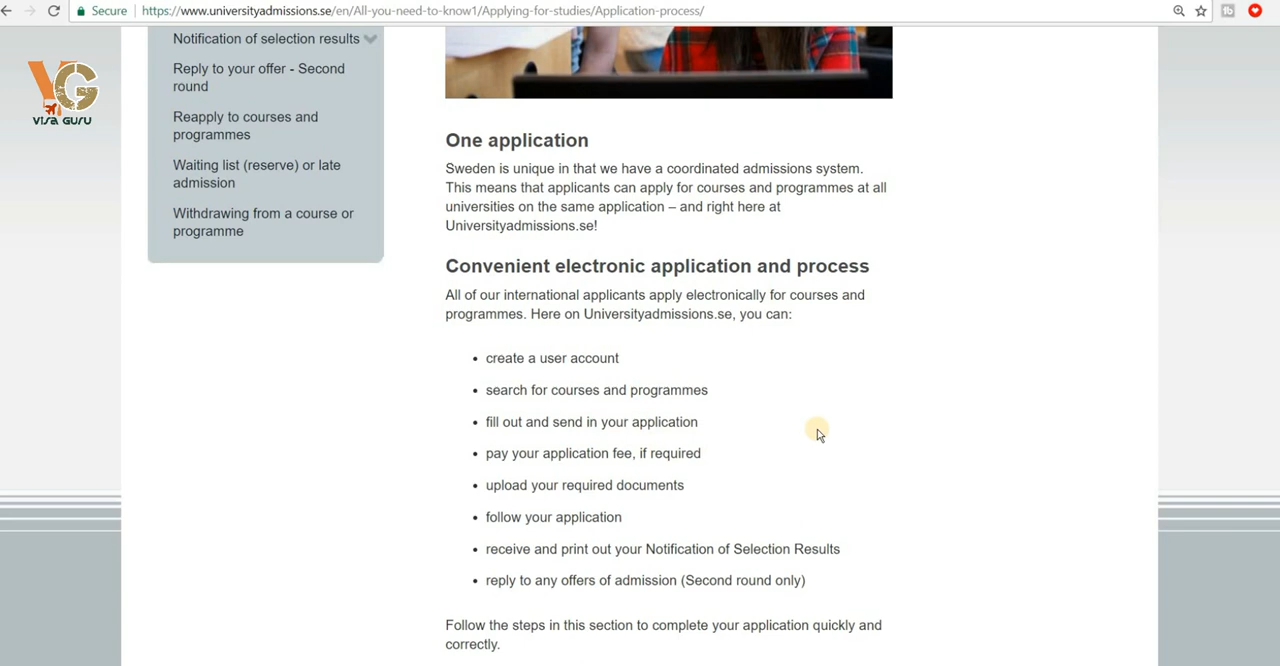 Secure
https://www.universityadmissions.se/en/All-you-need-to-know1/Applying-for-studies/Application-process/
Notification of selection results
Reply to your offer - Second
round
Reapply to courses and
programmes
Waiting list (reserve) or late
admission
Withdrawing from a course or
programme
VG
VISA GURU
One application
Sweden is unique in that we have a coordinated admissions system.
This means that applicants can apply for courses and programmes at all
universities on the same application – and right here at
Universityadmissions.se!
Convenient electronic application and process
All of our international applicants apply electronically for courses and
programmes. Here on Universityadmissions.se, you can:
• create a user account
• search for courses and programmes
• fill out and send in your application
• pay your application fee, if required
• upload your required documents
• follow your application
• receive and print out your Notification of Selection Results
• reply to any offers of admission (Second round only)
Follow the steps in this section to complete your application quickly and
correctly.